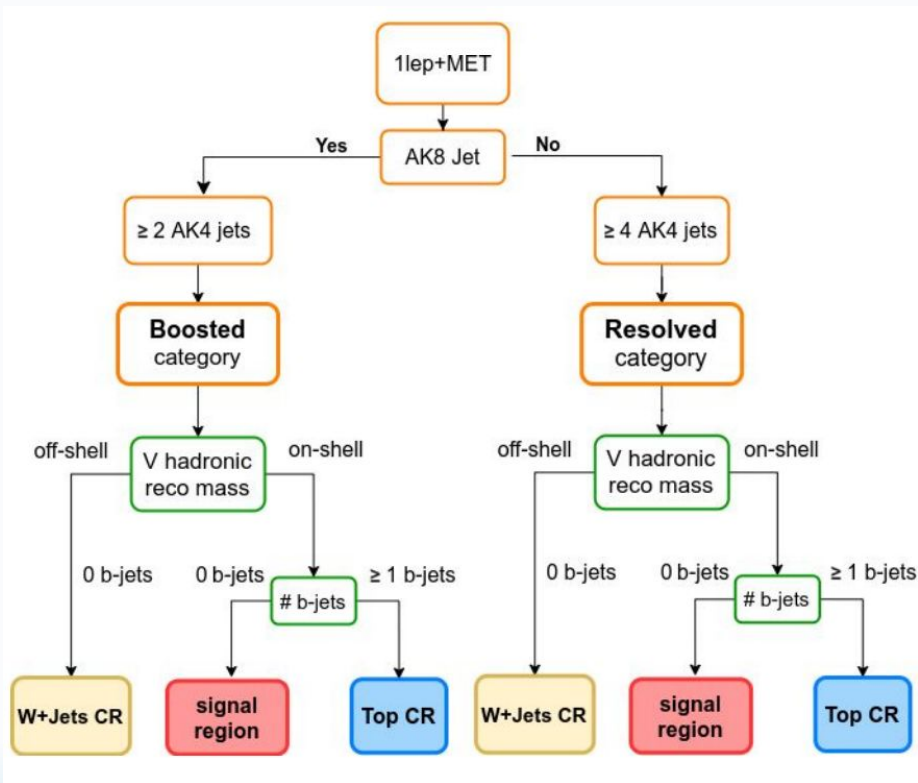 1lep+MET
Yes
AK8 Jet
No
≥ 2 AK4 jets
≥ 4 AK4 jets
Boosted
category
Resolved
category
off-shell
V hadronic
reco mass
on-shell
off-shell
V hadronic
reco mass
on-shell
0 b-jets
0 b-jets
# b-jets
≥ 1 b-jets
0 b-jets
0 b-jets
# b-jets
≥ 1 b-jets
W+Jets CR
signal
region
Top CR
W+Jets CR
signal
region
Top CR